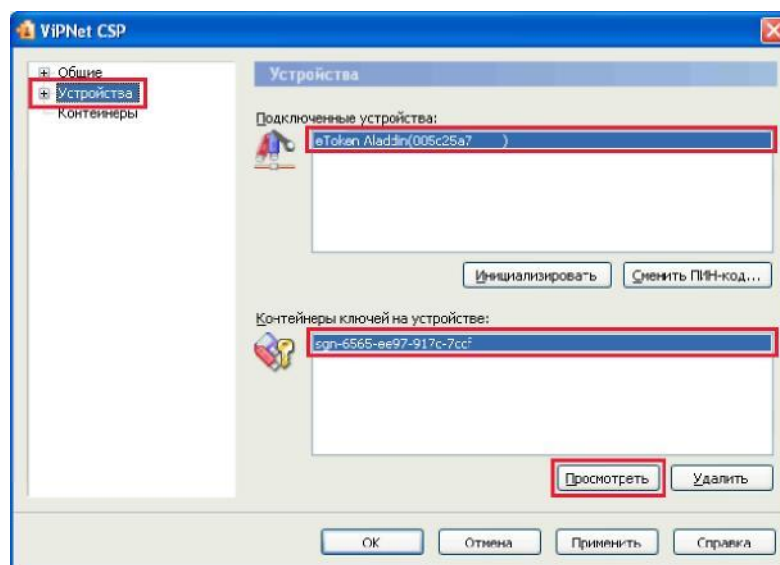 ViPNet CSP
Общие
Устройства
Контейнеры
Устройства
Подключенные устройства:
eToken Aladdin(005c25a7 )
Инициализировать
Сменить ПИН-код...
Контейнеры ключей на устройстве:
sgn-6565-ee97-917c-7ccf
Просмотреть
Удалить
ОК
Отмена
Применить
Справка